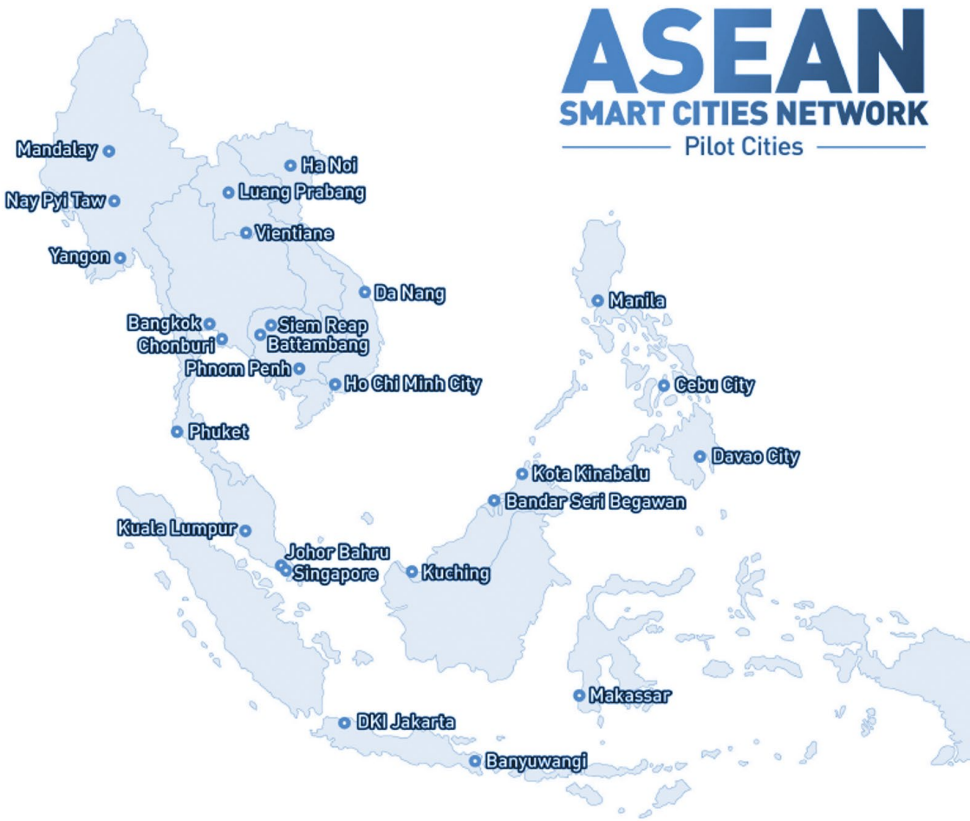 ASEAN
SMART CITIES NETWORK
Pilot Cities
Mandalay
Ha Noi
Luang Prabang
Nay Pyi Taw
Vientiane
Yangon
Da Nang
Manila
Bangkok
Siem Reap
Chonburi
Battambang
Phnom Penh
Ho Chi Minh City
Cebu City
Phuket
Davao City
Kota Kinabalu
Bandar Seri Begawan
Kuala Lumpur
Johor Bahru
Singapore
Kuching
Makassar
DKI Jakarta
Banyuwangi